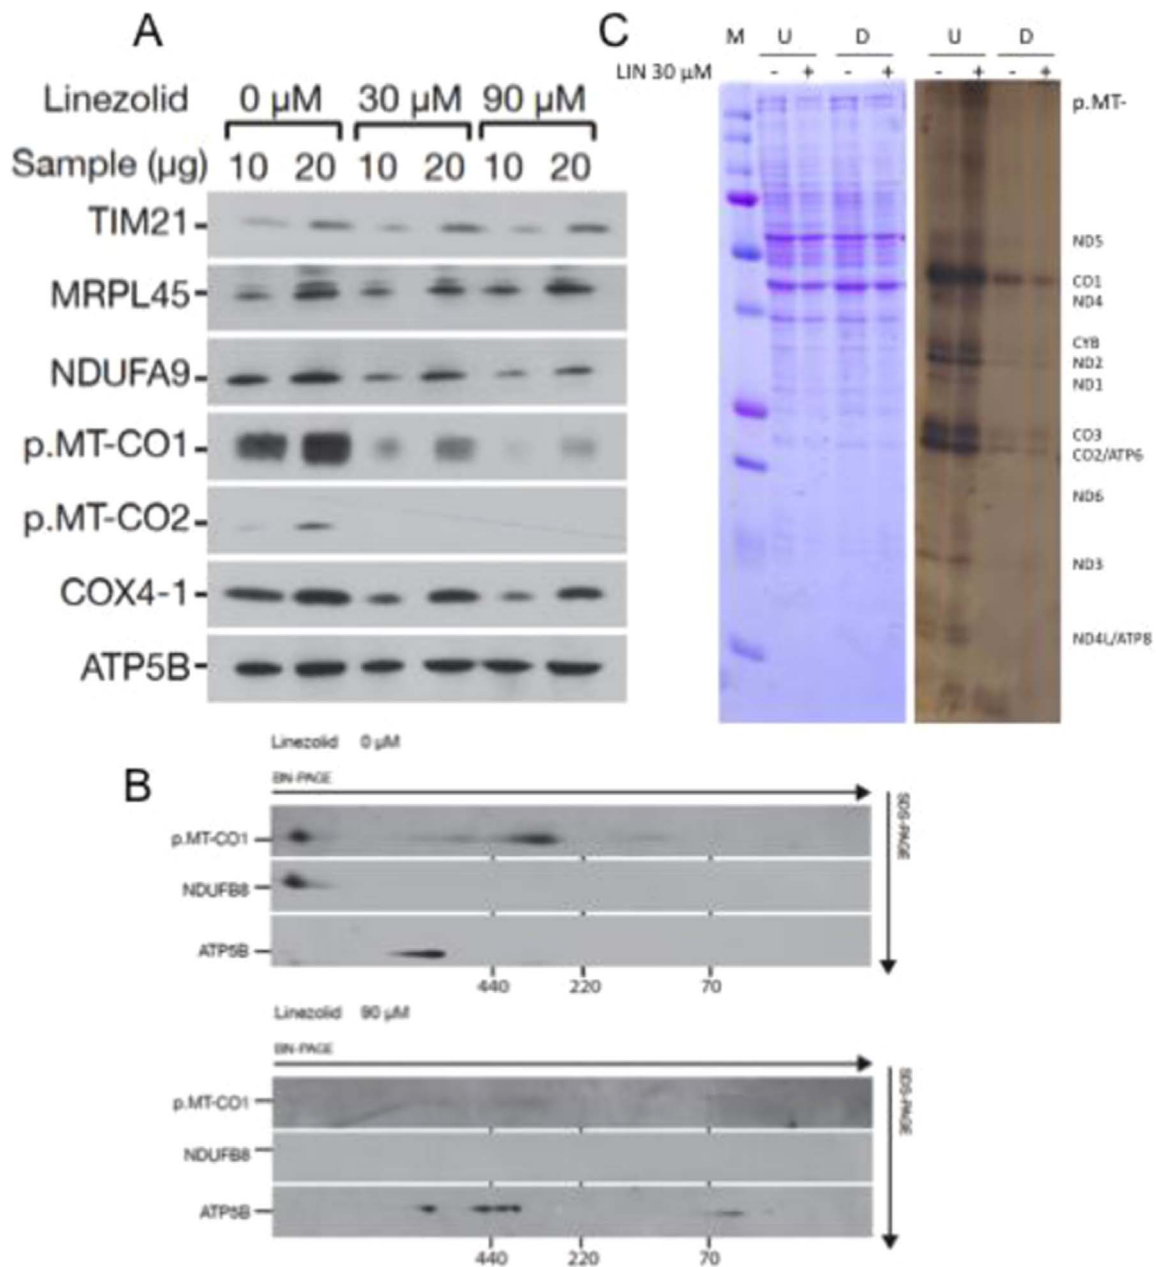 A
Linezolid 0 µM 30 µM 90 µM
Sample (µg) 10 20 10 20 10 20
TIM21
MRPL45
NDUFA9
p.MT-CO1
p.MT-CO2
COX4-1
ATP5B
C
M U D U D
LIN 30 µM - + - + - + - +
p.MT-
ND5
CO1
ND4
CYB
ND2
ND1
CO3
CO2/ATP6
ND6
ND3
ND4L/ATP8
B
Linezolid 0 µM
BN-PAGE
SDS-PAGE
p.MT-CO1
NDUFB8
ATP5B
440 220 70
Linezolid 90 µM
BN-PAGE
SDS-PAGE
p.MT-CO1
NDUFB8
ATP5B
440 220 70